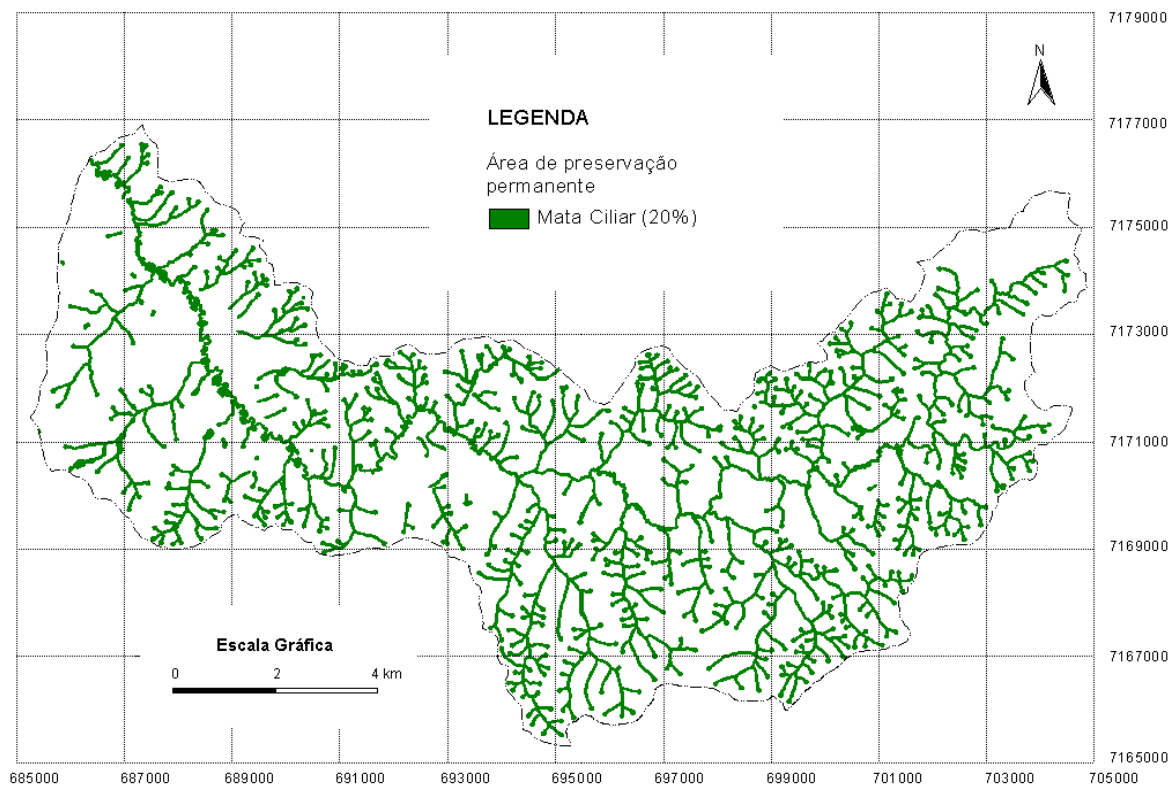 7179000
N
LEGENDA
7177000
Área de preservação
permanente
Mata Ciliar (20%)
7175000
7173000
7171000
7169000
Escala Gráfica
7167000
0 2 4 km
7165000
685000 687000 689000 691000 693000 695000 697000 699000 701000 703000 705000